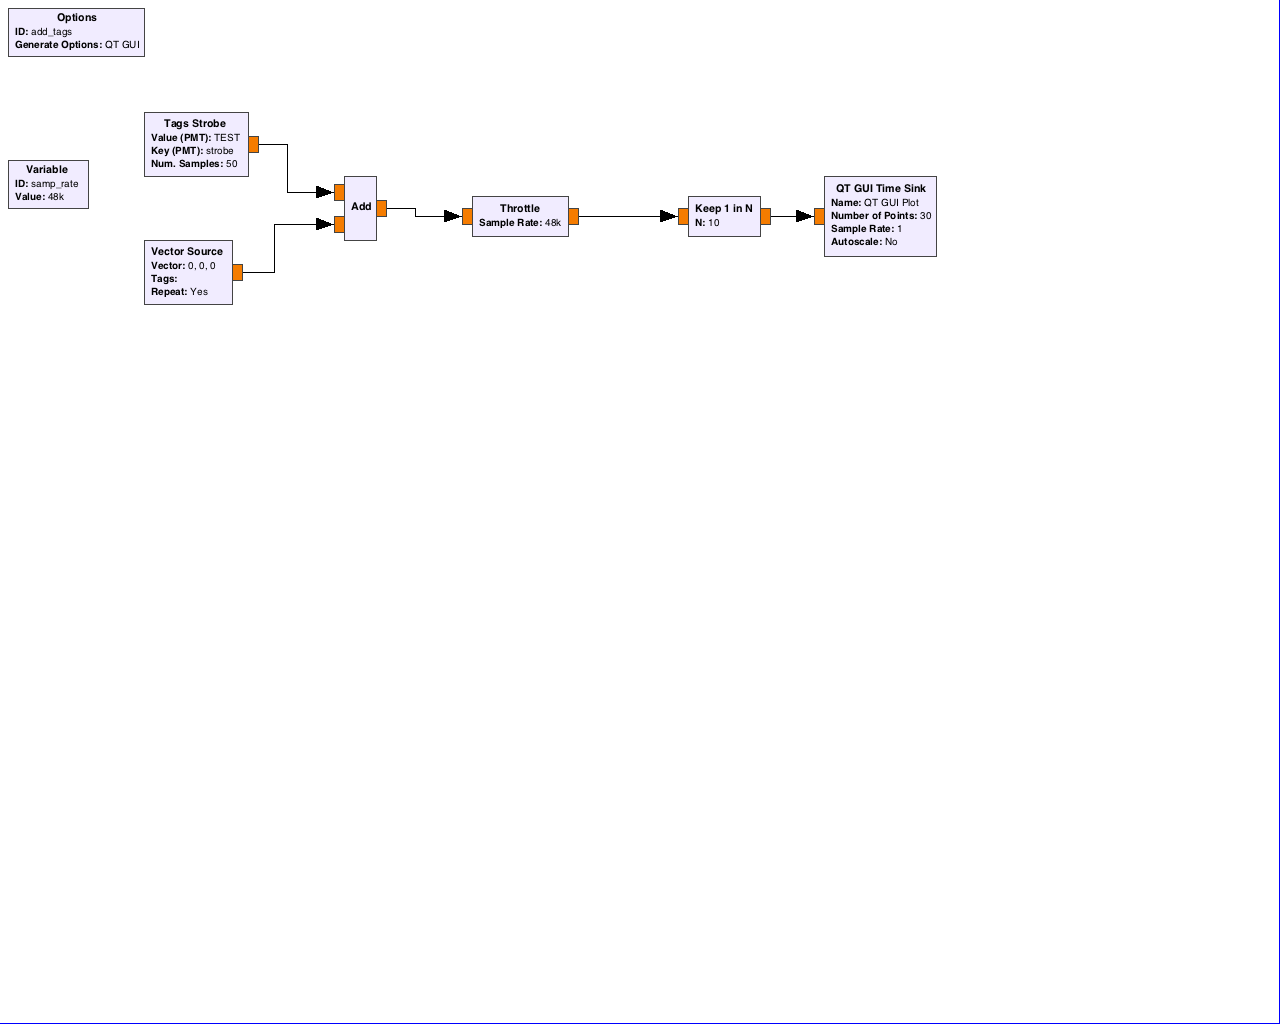 Options
ID: add_tags
Generate Options: QT GUI
Tags Strobe
Value (PMT): TEST
Key (PMT): strobe
Num. Samples: 50
Variable
ID: samp_rate
Value: 48k
Add
Throttle
Sample Rate: 48k
Keep 1 in N
N: 10
QT GUI Time Sink
Name: QT GUI Plot
Number of Points: 30
Sample Rate: 1
Autoscale: No
Vector Source
Vector: 0, 0, 0
Tags:
Repeat: Yes